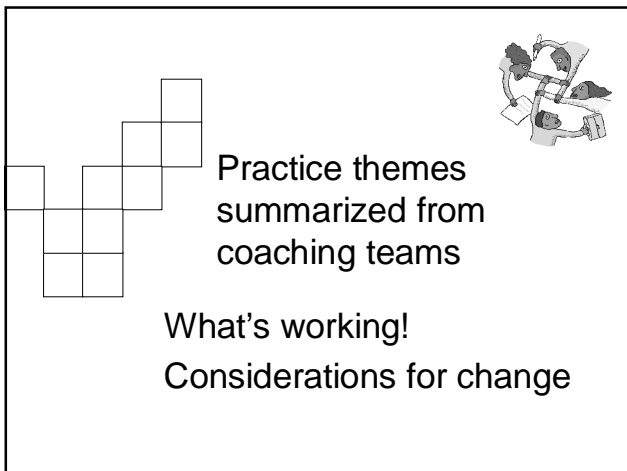 Practice themes
summarized from
coaching teams
What's working!
Considerations for change